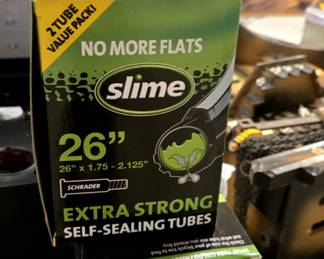 2 TUBE
VALUE PACK!
NO MORE FLATS
slime
26"
26" x 1.75 - 2.125"
SCHRADER
EXTRA STRONG
SELF-SEALING TUBES